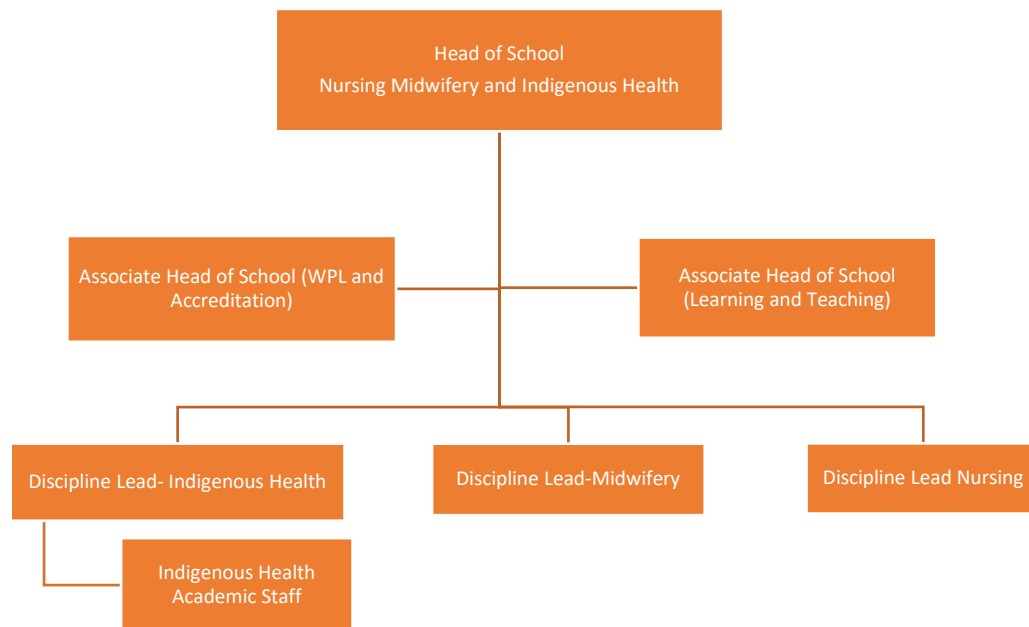 Head of School
Nursing Midwifery and Indigenous Health
Associate Head of School (WPL and
Accreditation)
Associate Head of School
(Learning and Teaching)
Discipline Lead- Indigenous Health
Discipline Lead-Midwifery
Discipline Lead Nursing
Indigenous Health
Academic Staff